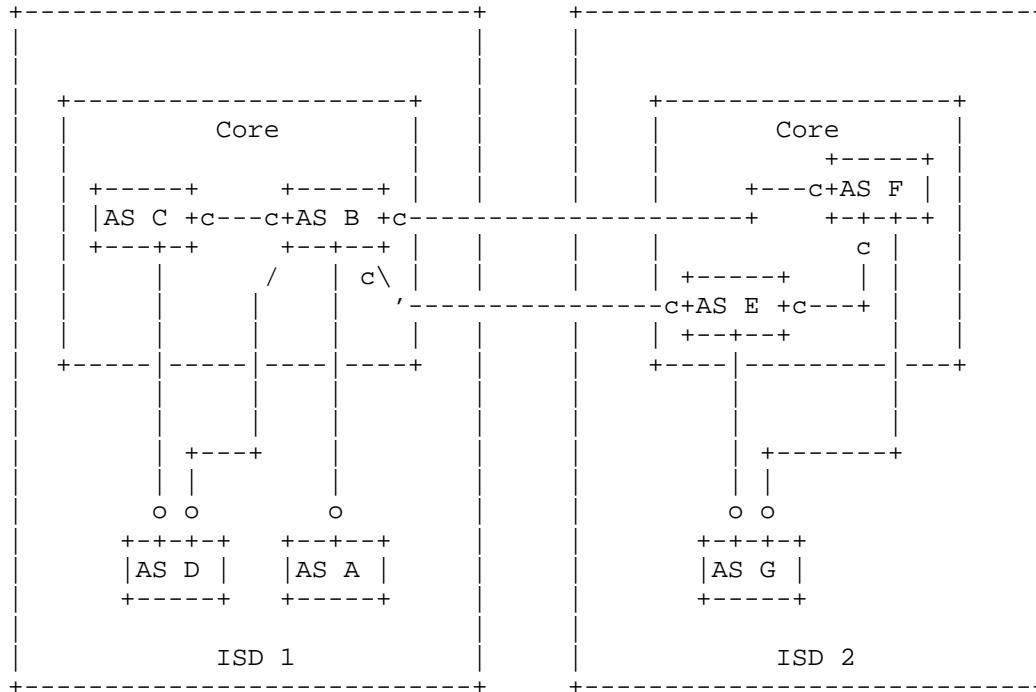 Core Core
c AS F
AS C c c AS B c
c
c
c AS E c
o o o o o
AS D AS A AS G
ISD 1 ISD 2